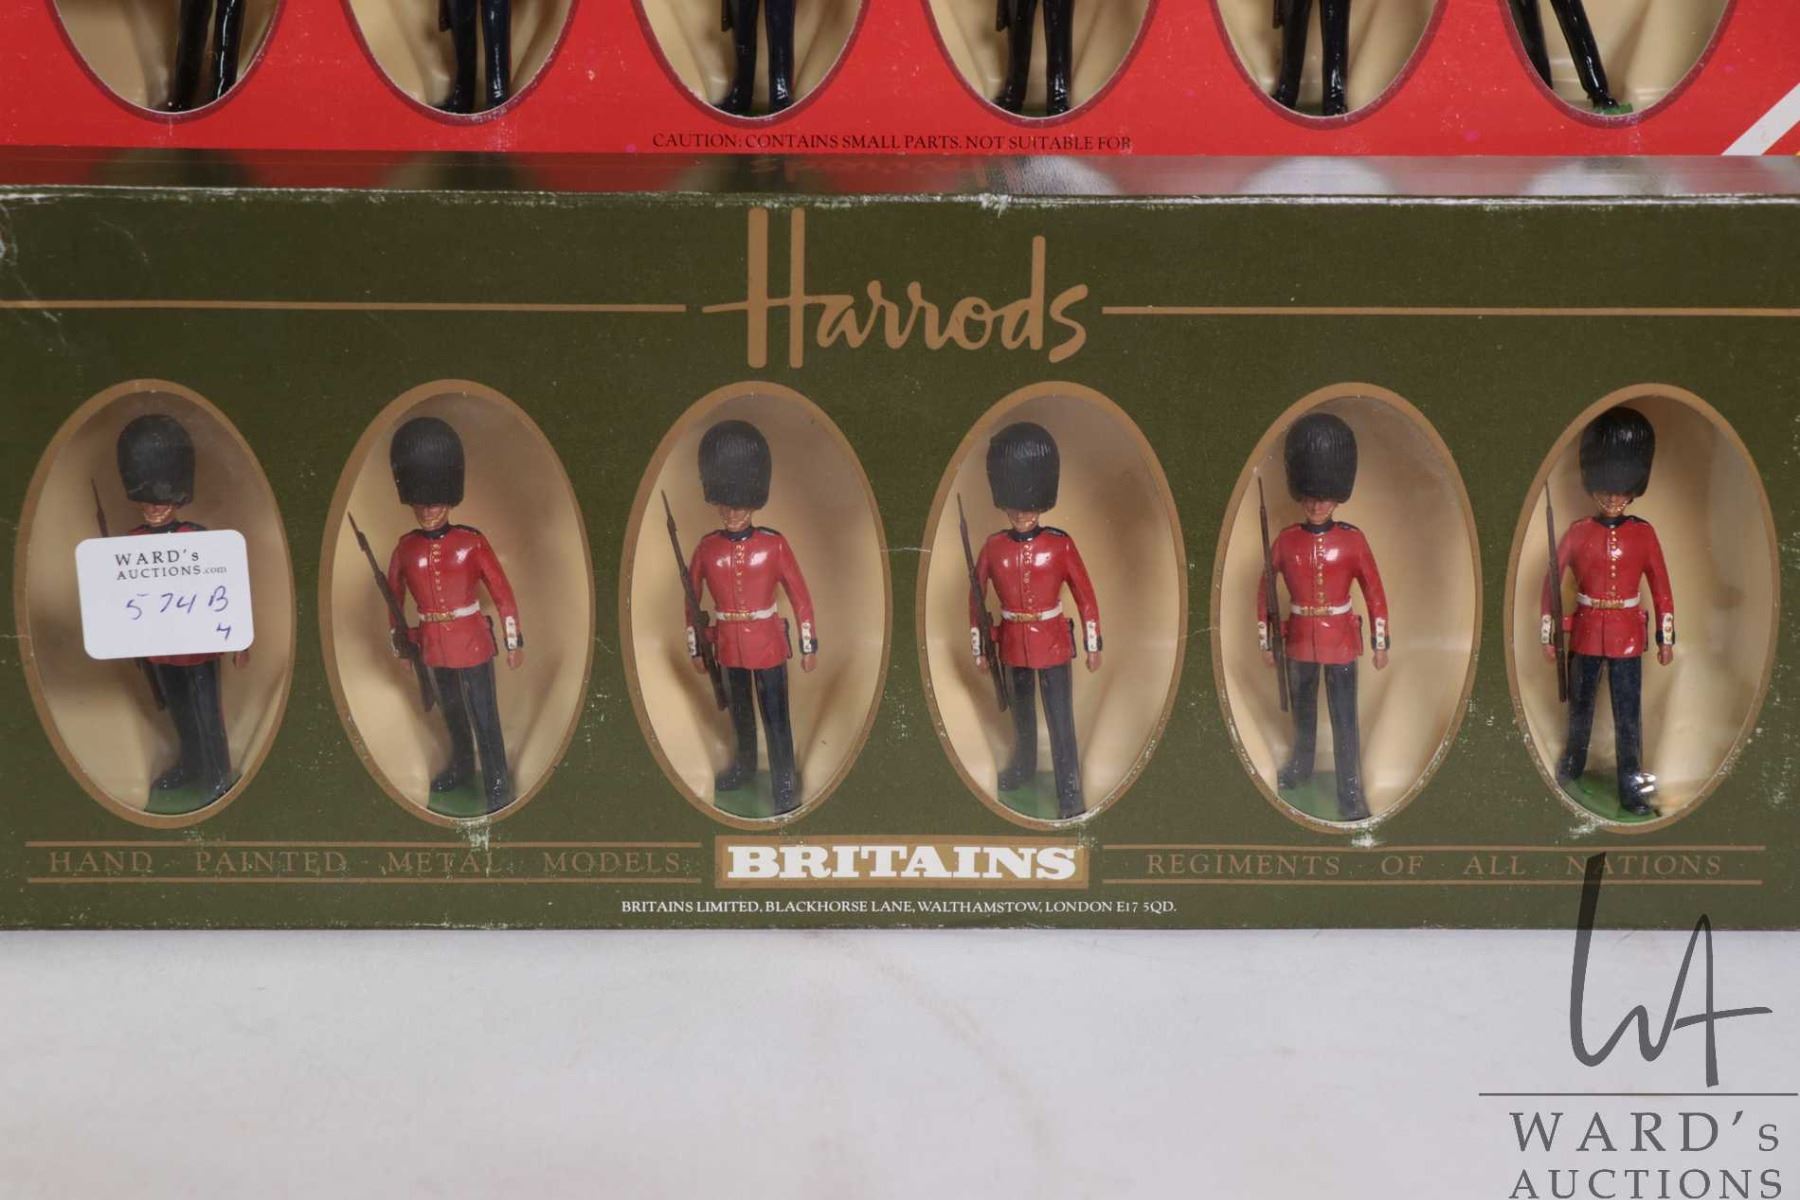 CAUTION: CONTAINS SMALL PARTS. NOT SUITABLE FOR
Harrods
WARD's
AUCTIONS.com
574B
4
HAND PAINTED METAL MODELS BRITAINS REGIMENTS OF ALL NATIONS
BRITAINS LIMITED, BLACKHORSE LANE, WALTHAMSTOW, LONDON E17 5QD.
WA
WARD's
AUCTIONS